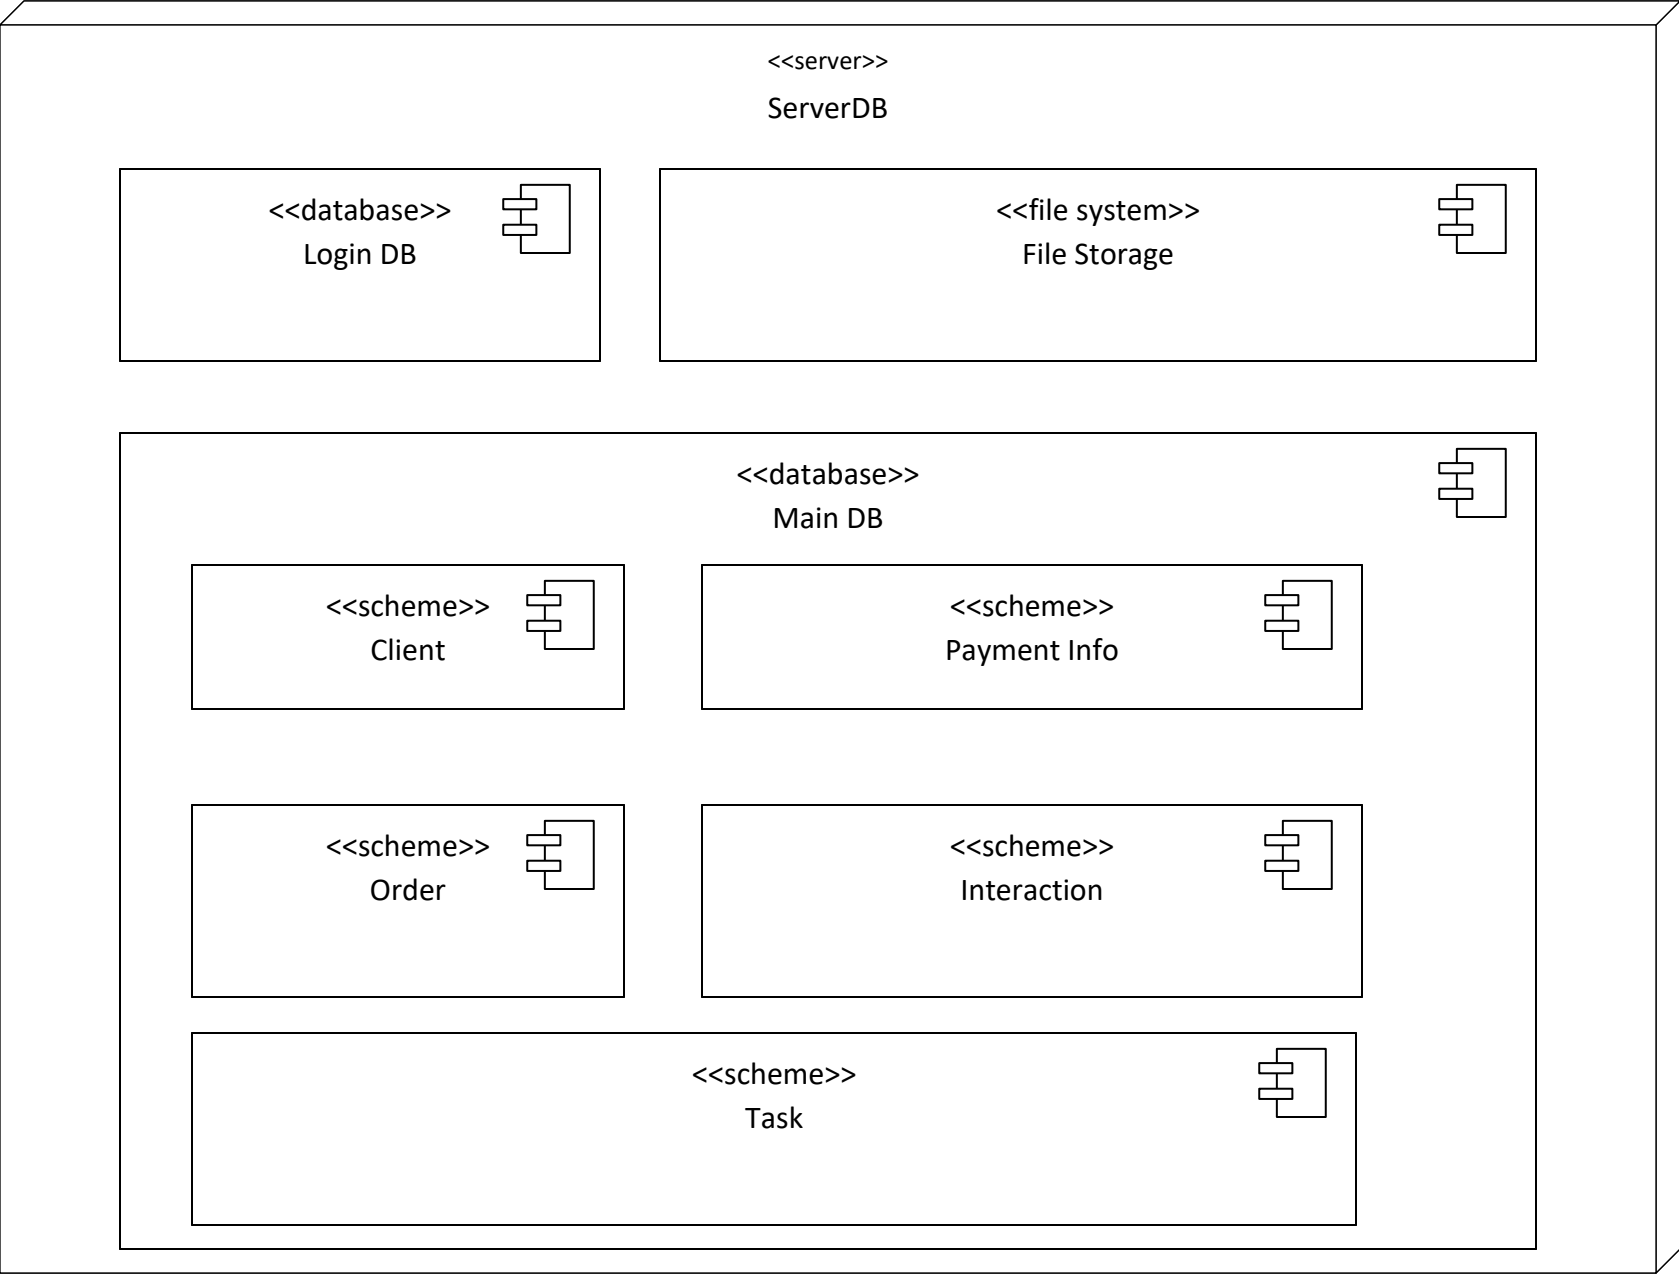 <<server>>
ServerDB
<<database>>
Login DB
<<file system>>
File Storage
<<database>>
Main DB
<<scheme>>
Client
<<scheme>>
Payment Info
<<scheme>>
Order
<<scheme>>
Interaction
<<scheme>>
Task